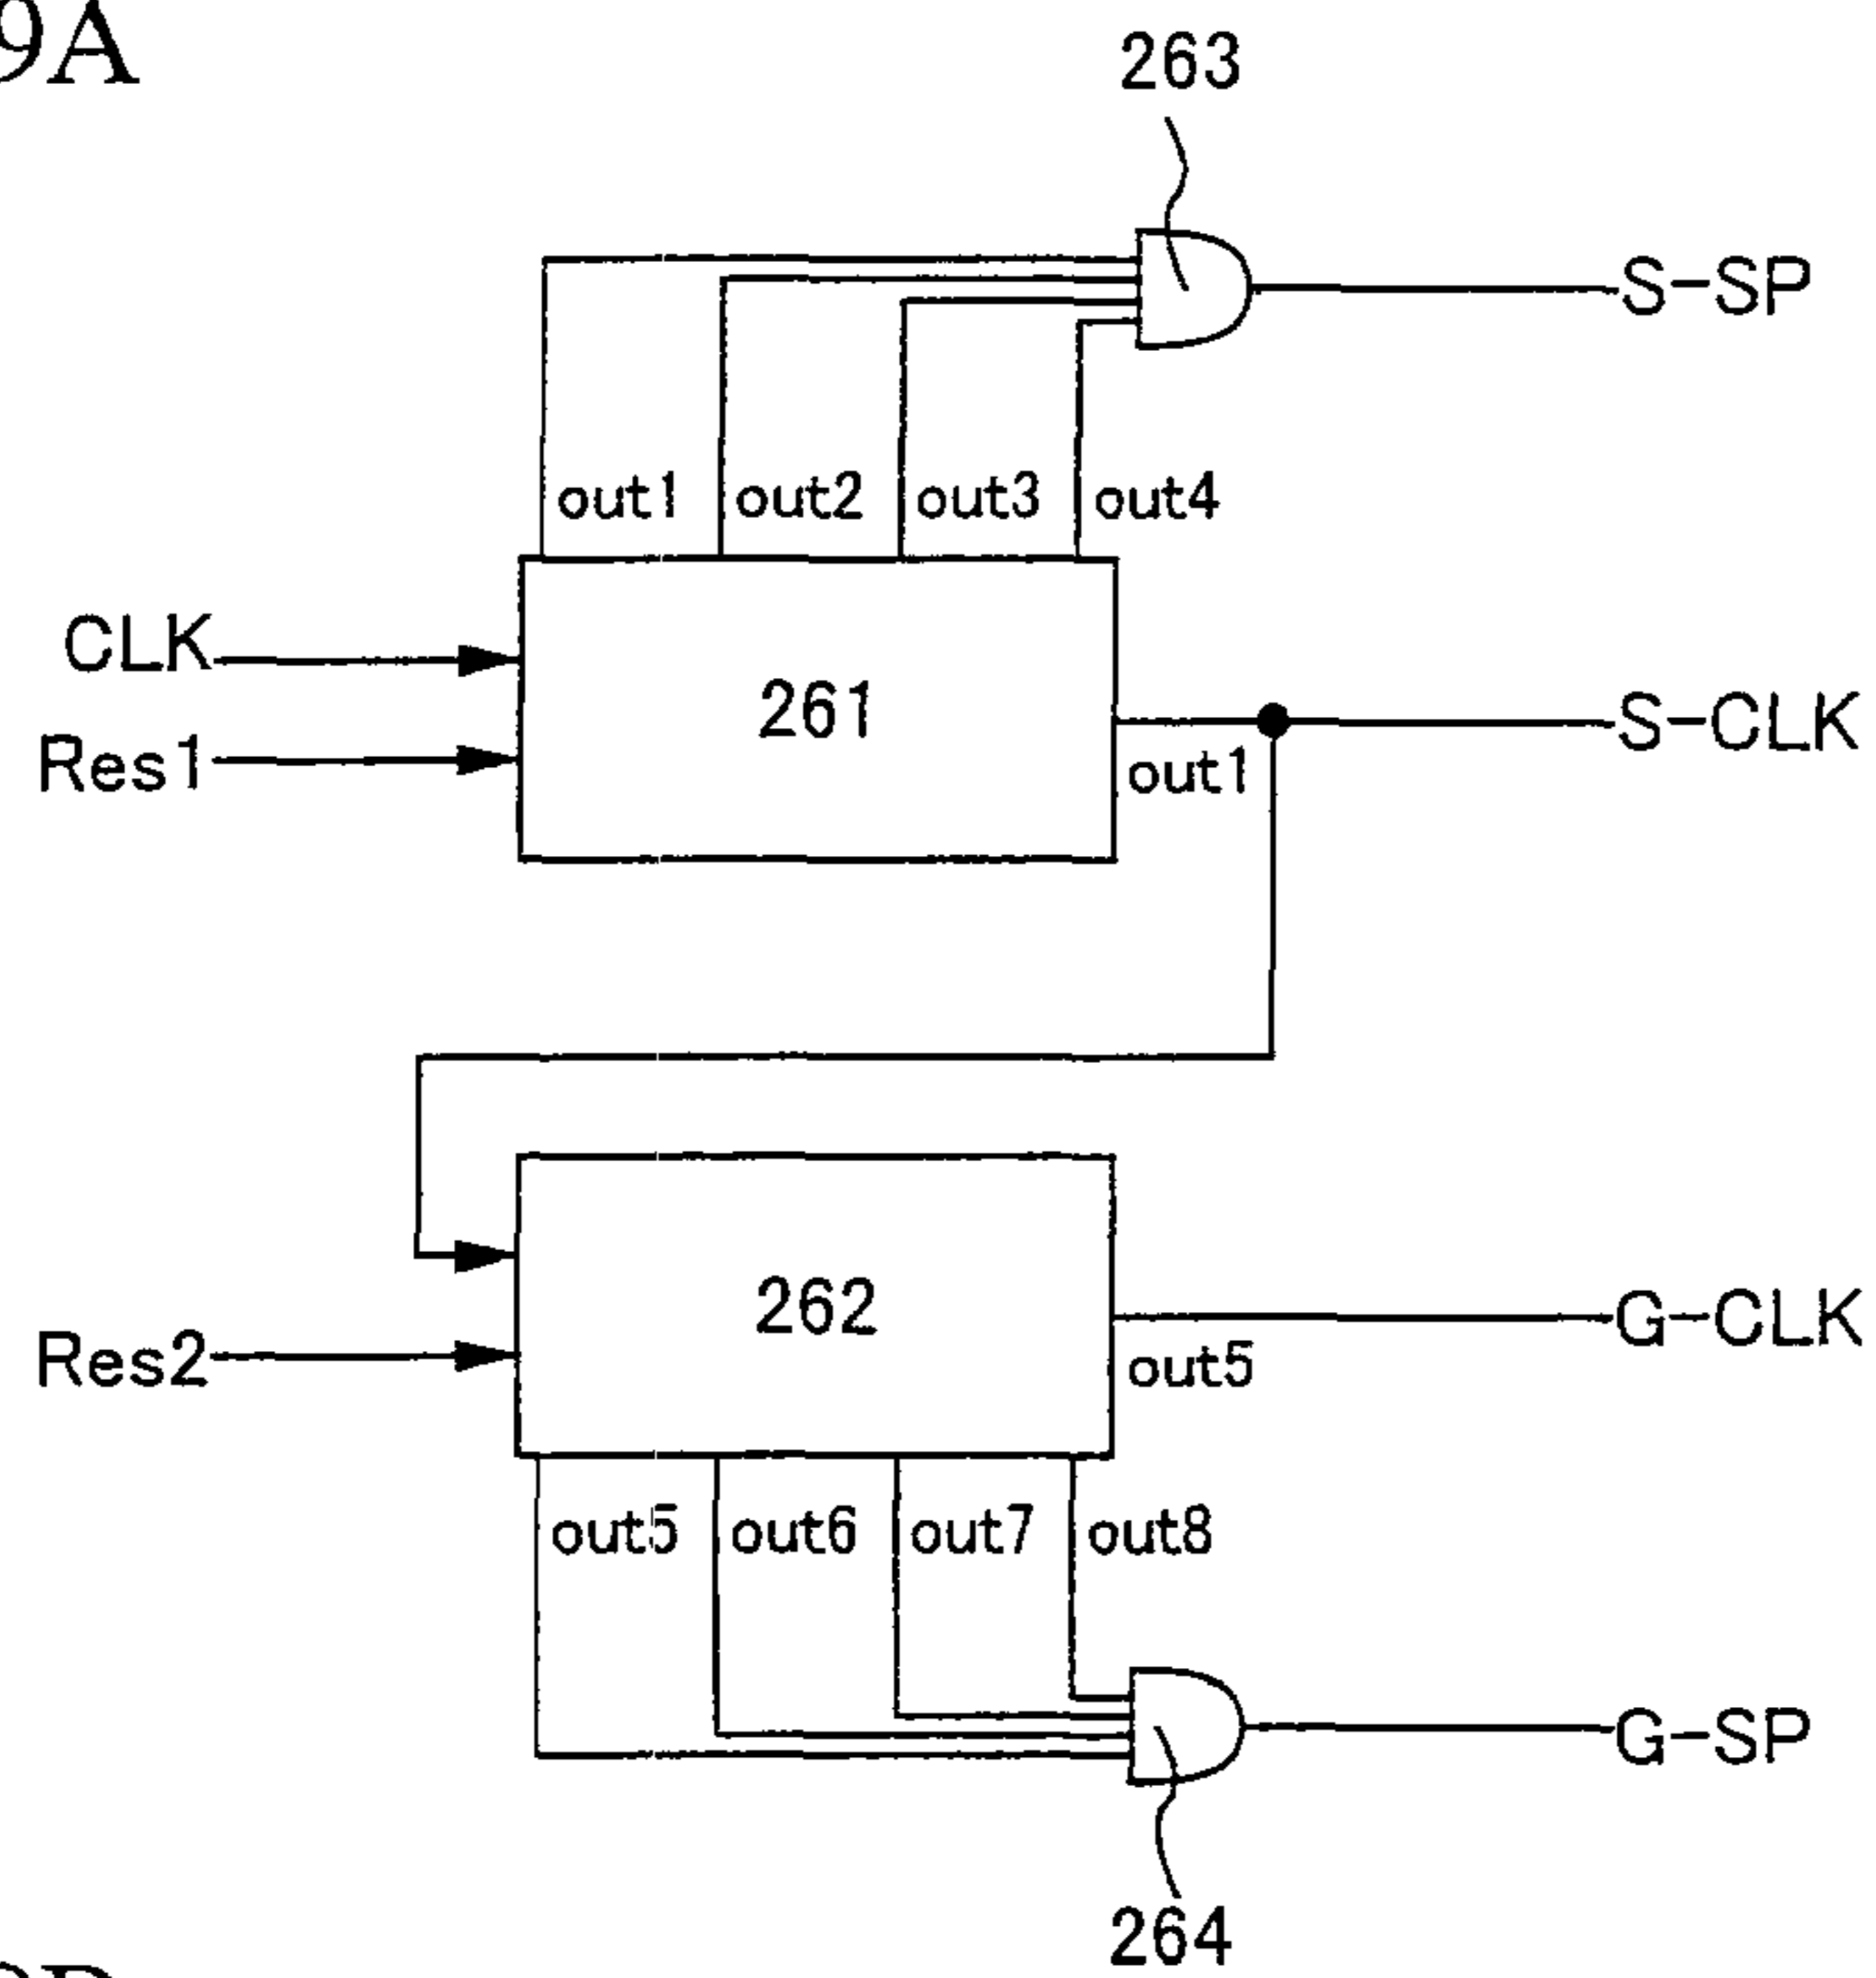 9A
263
S-SP
out1 out2 out3 out4
CLK
261
S-CLK
Res1
out1
262
G-CLK
Res2
out5
out5 out6 out7 out8
G-SP
264